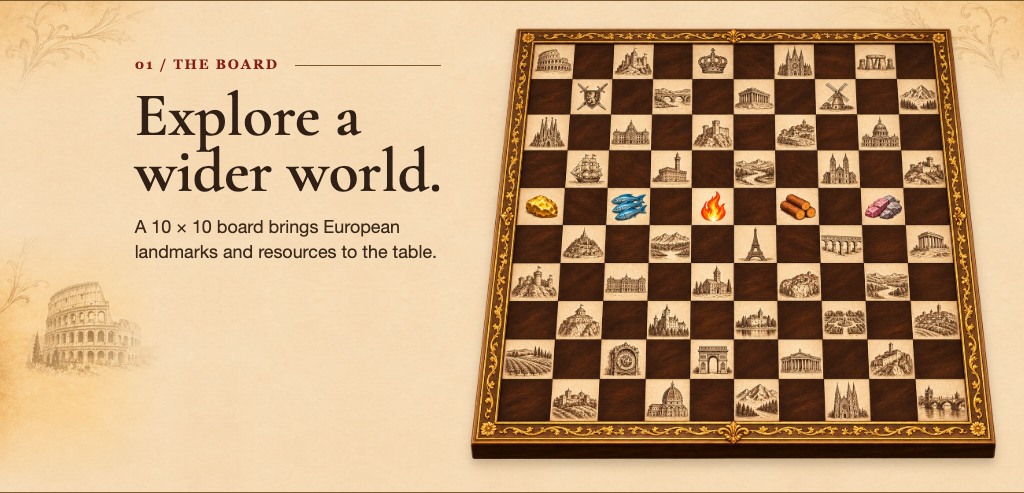 01 / THE BOARD
Explore a
wider world.
A 10 × 10 board brings European
landmarks and resources to the table.